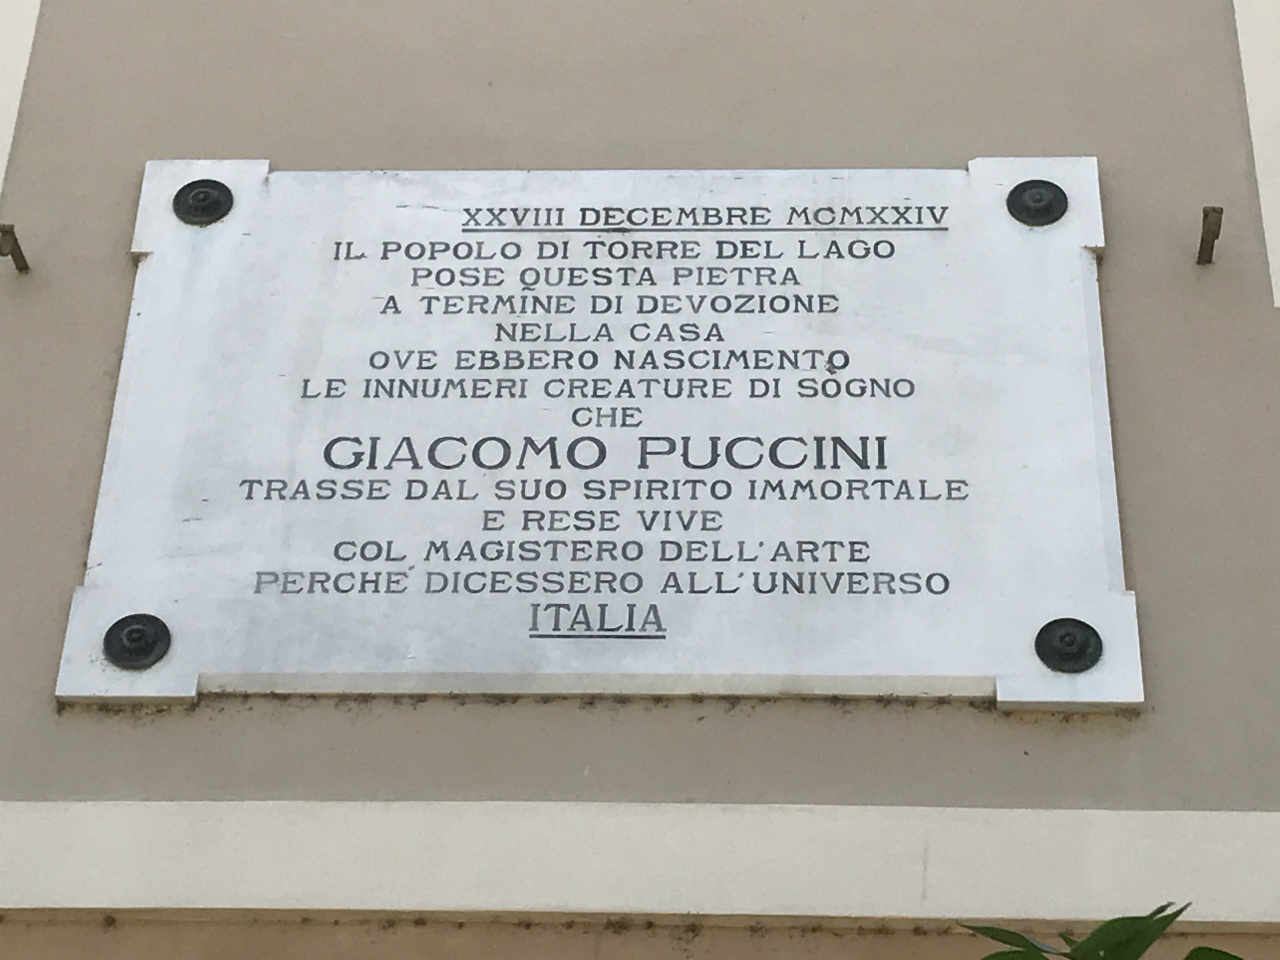 XXVIII DECEMBRE MCMXXIV
IL POPOLO DI TORRE DEL LAGO
POSE QUESTA PIETRA
A TERMINE DI DEVOZIONE
NELLA CASA
OVE EBBERO NASCIMENTO
LE INNUMERI CREATURE DI SOGNO
CHE
GIACOMO PUCCINI
TRASSE DAL SUO SPIRITO IMMORTALE
E RESE VIVE
COL MAGISTERO DELL'ARTE
PERCHE' DICESSERO ALL'UNIVERSO
ITALIA